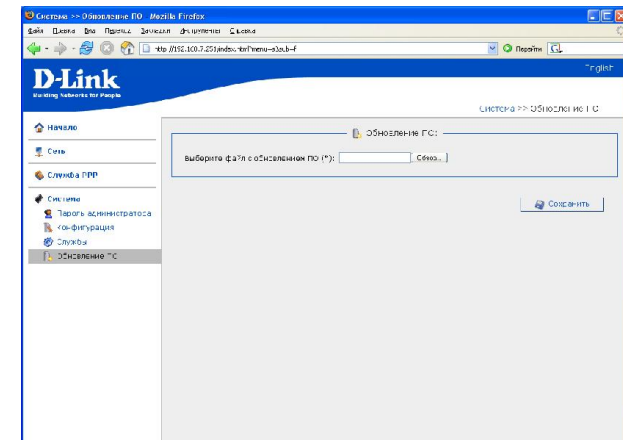 Система >> Обновление ПО - Mozilla Firefox
Файл Правка Вид Переход Закладки Инструменты Справка
Перейти
D-Link
Building Networks for People
English
Система >> Обновление ПО
Начало
Сеть
Служба PPP
Система
Пароль администратора
Конфигурация
Службы
Обновление ПО
Обновление ПО:
Выберите файл с обновлением ПО (*):
Обзор...
Сохранить